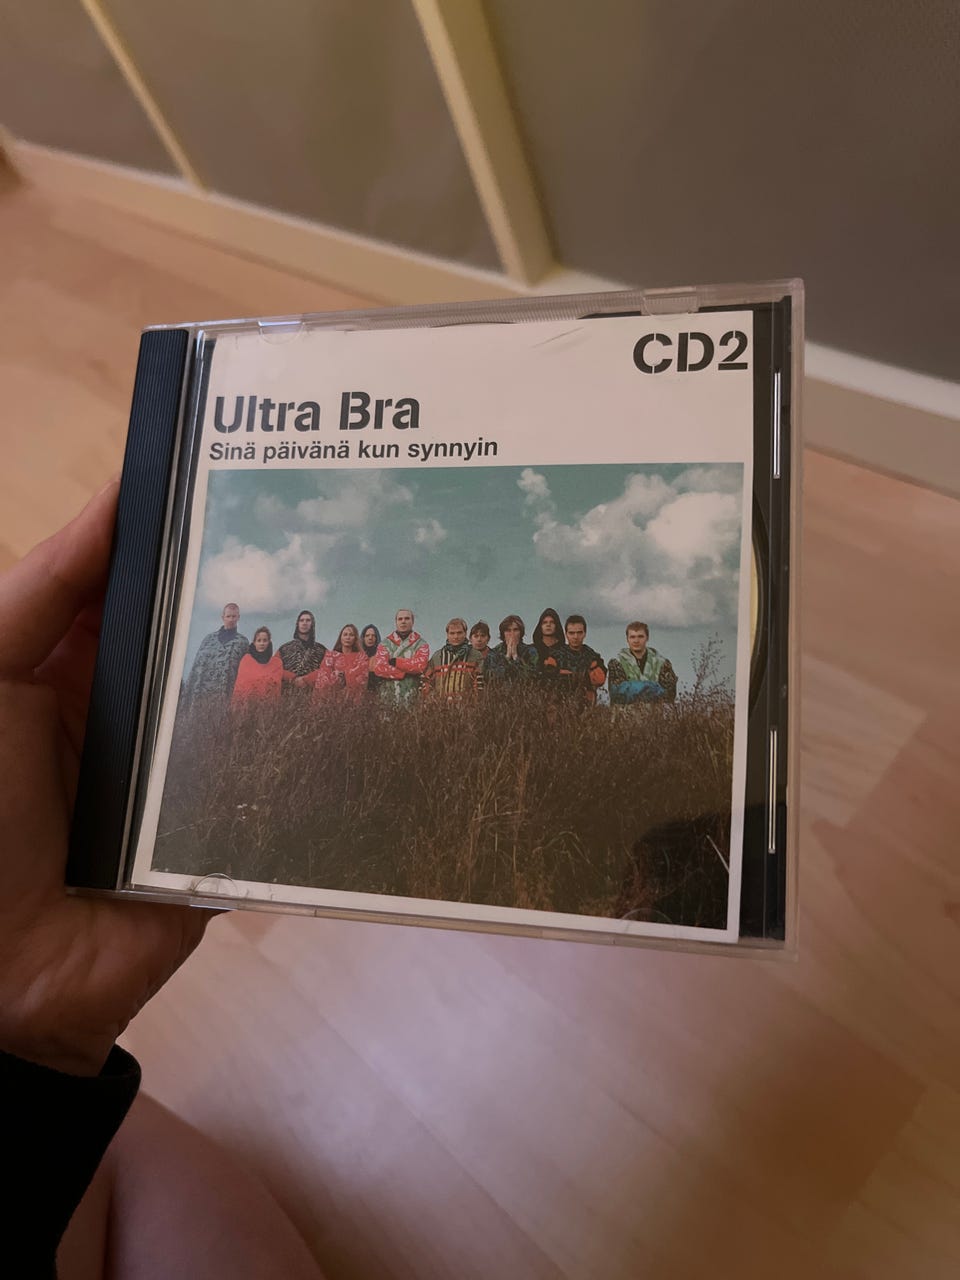 CD2
Ultra Bra
Sinä päivänä kun synnyin